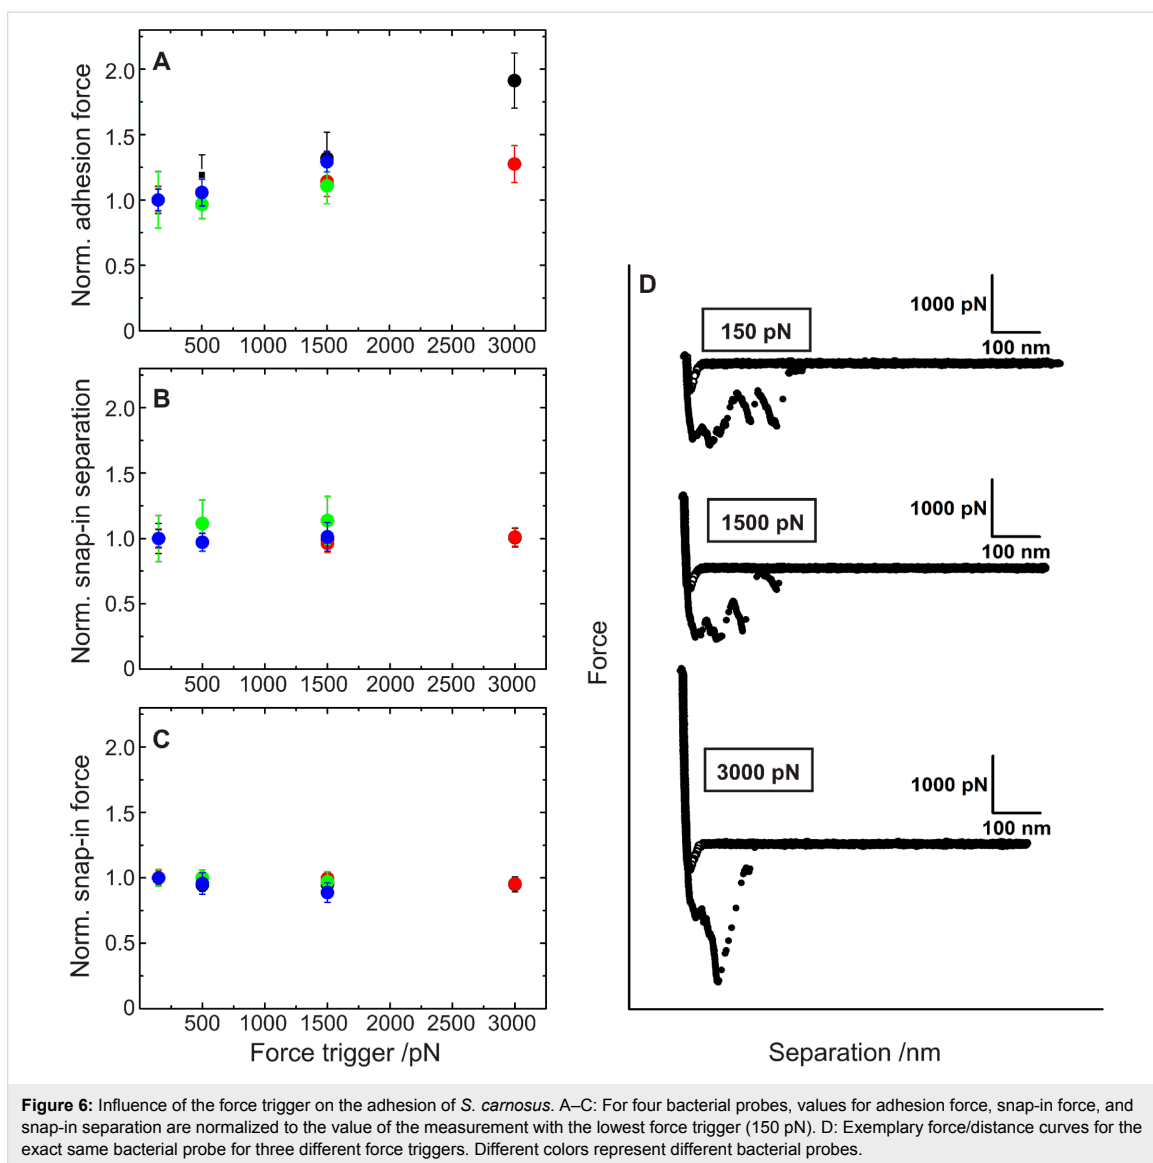 A
Norm. adhesion force
2.0
1.5
1.0
0.5
0
500 1000 1500 2000 2500 3000
B
Norm. snap-in separation
2.0
1.5
1.0
0.5
0
500 1000 1500 2000 2500 3000
C
Norm. snap-in force
2.0
1.5
1.0
0.5
0
500 1000 1500 2000 2500 3000
Force trigger /pN
D
150 pN
1000 pN
100 nm
1500 pN
1000 pN
100 nm
3000 pN
1000 pN
100 nm
Force
Separation /nm
Figure 6: Influence of the force trigger on the adhesion of S. carnosus. A–C: For four bacterial probes, values for adhesion force, snap-in force, and
snap-in separation are normalized to the value of the measurement with the lowest force trigger (150 pN). D: Exemplary force/distance curves for the
exact same bacterial probe for three different force triggers. Different colors represent different bacterial probes.